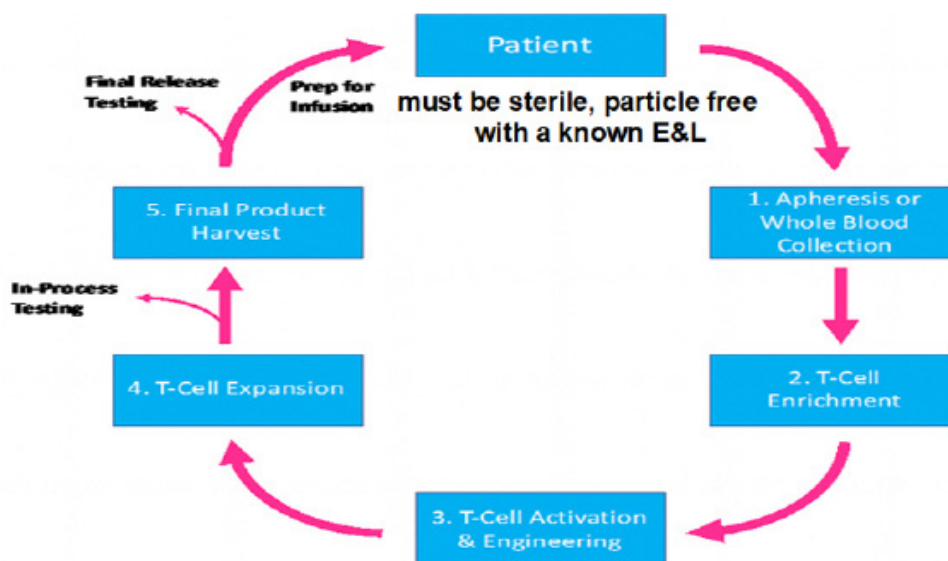 Patient
must be sterile, particle free
with a known E&L
Final Release
Testing
Prep for
Infusion
1. Apheresis or
Whole Blood
Collection
2. T-Cell
Enrichment
3. T-Cell Activation
& Engineering
4. T-Cell Expansion
In-Process
Testing
5. Final Product
Harvest